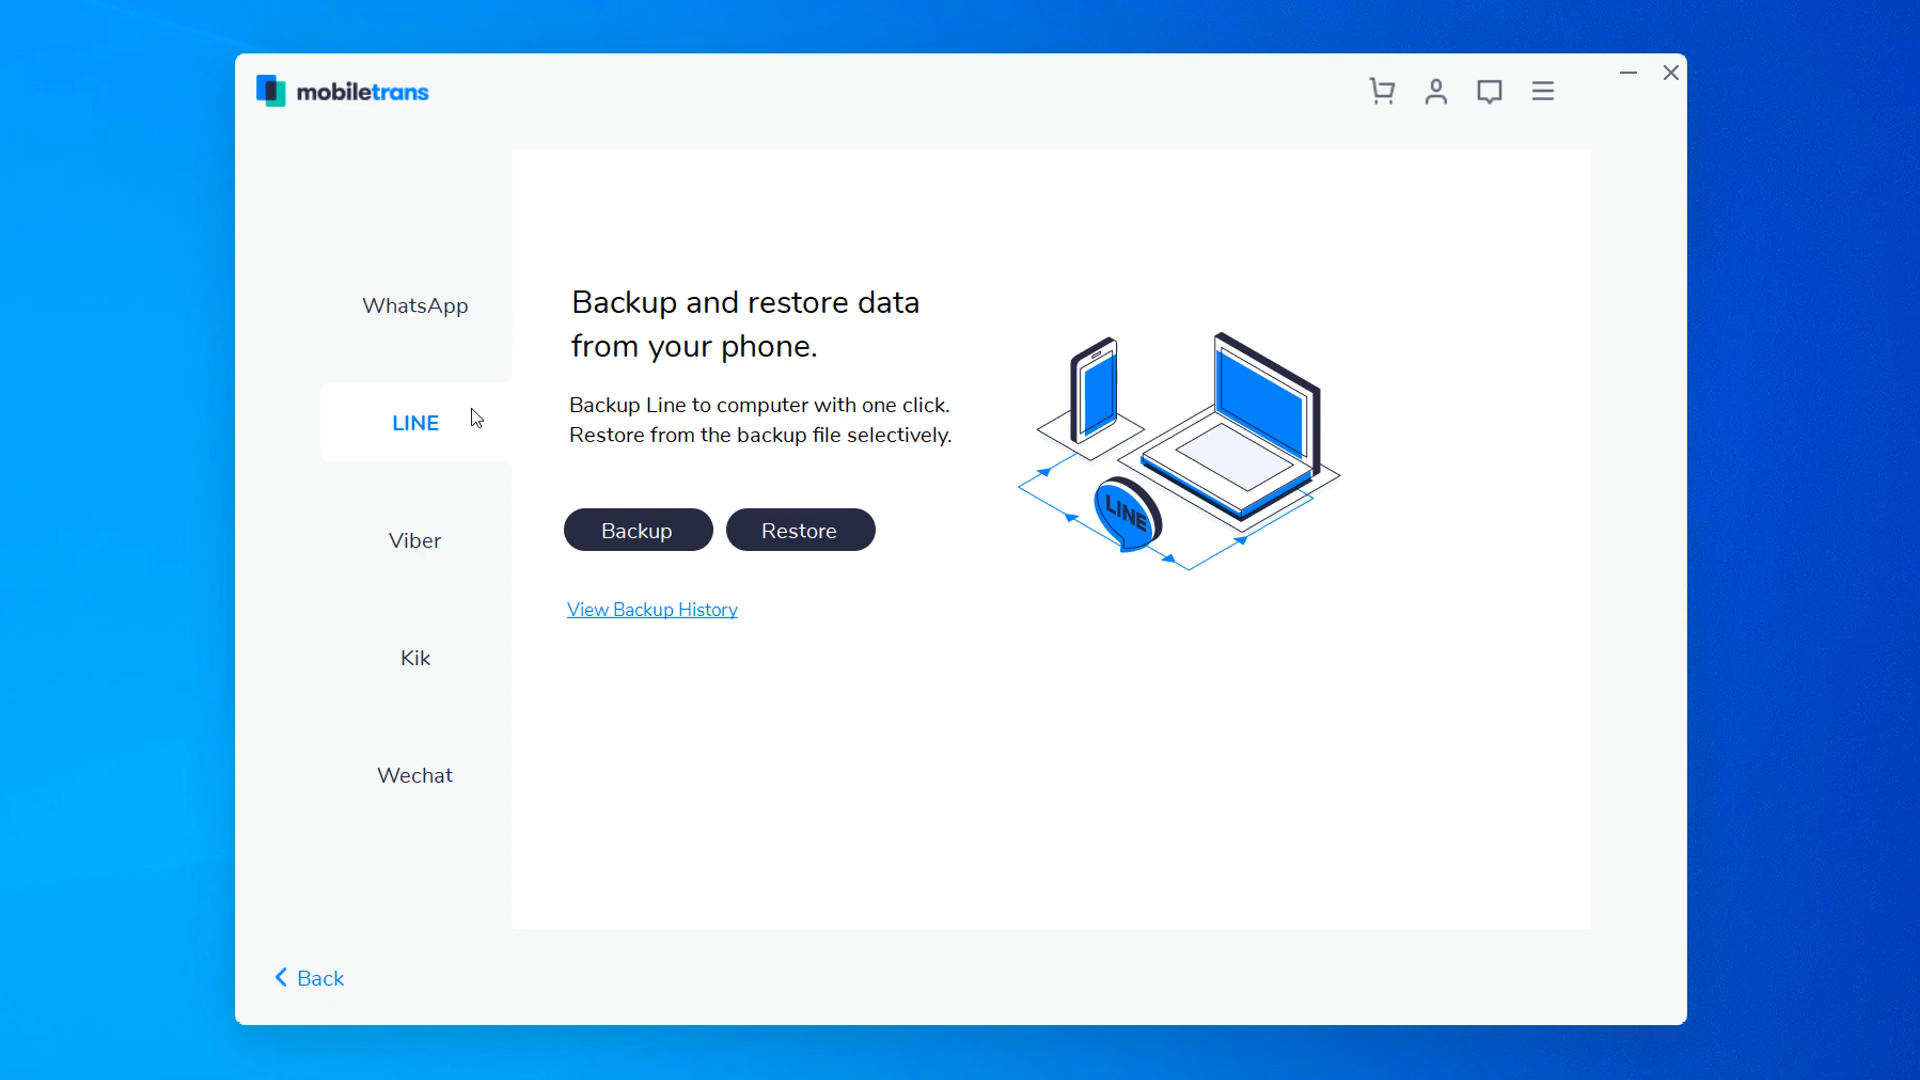 mobiletrans
WhatsApp
LINE
Viber
Kik
Wechat
Backup and restore data
from your phone.
Backup Line to computer with one click.
Restore from the backup file selectively.
Backup
Restore
View Backup History
LINE
Back